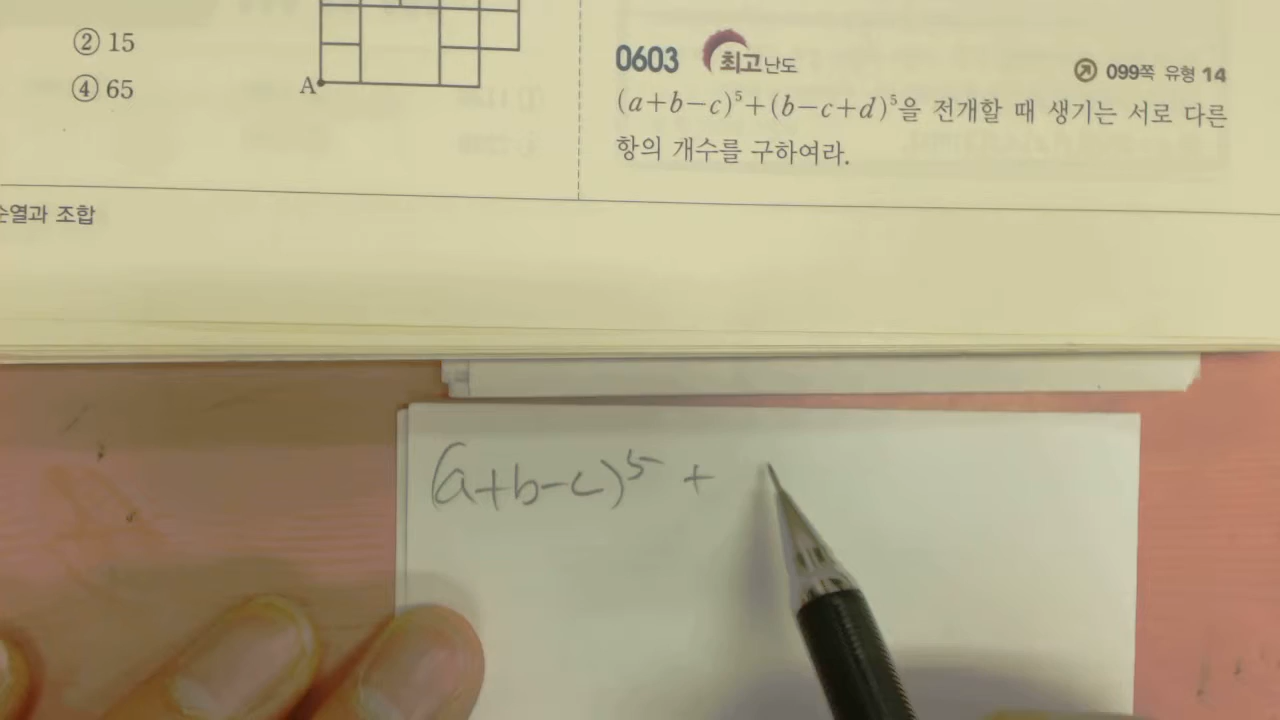 ② 15
④ 65
A
순열과 조합
0603 최고난도
099쪽 유형 14
(a+b-c)⁵+(b-c+d)⁵을 전개할 때 생기는 서로 다른
항의 개수를 구하여라.
(a+b-c)⁵ +